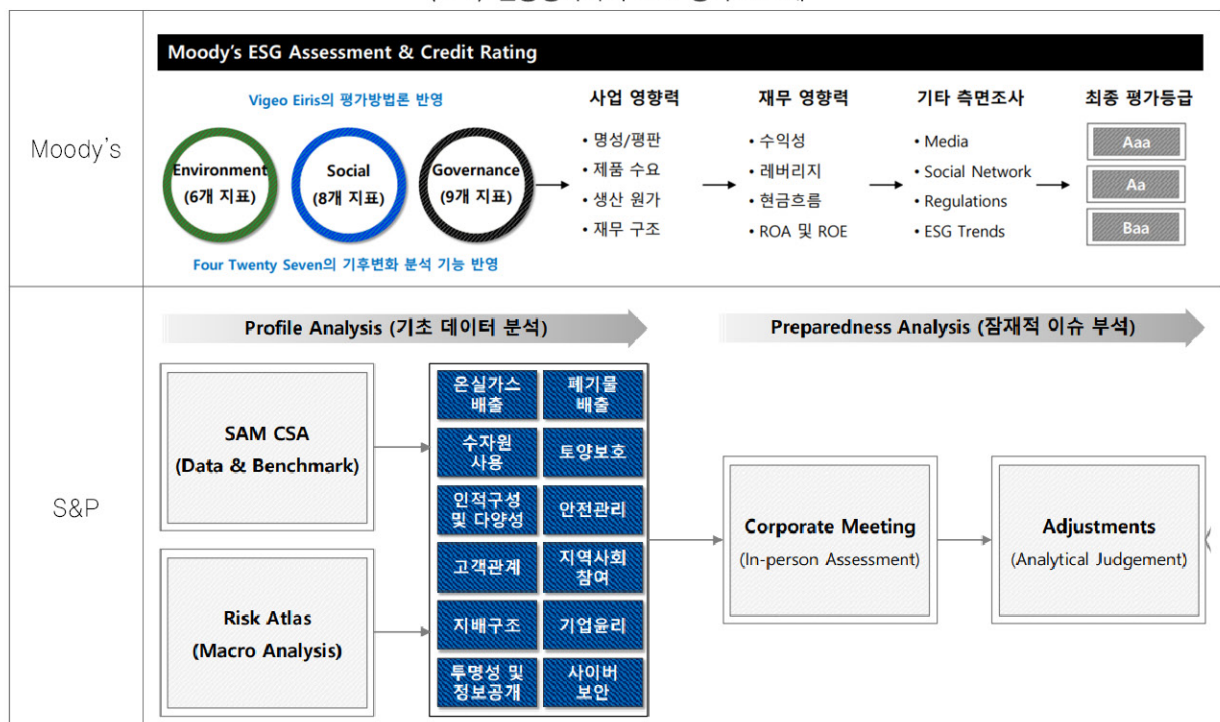 Moody's
Moody's ESG Assessment & Credit Rating
Vigeo Eiris의 평가방법론 반영
Environment
(6개 지표)
Social
(8개 지표)
Governance
(9개 지표)
Four Twenty Seven의 기후변화 분석 기능 반영
사업 영향력
• 명성/평판
• 제품 수요
• 생산 원가
• 재무 구조
재무 영향력
• 수익성
• 레버리지
• 현금흐름
• ROA 및 ROE
기타 측면조사
• Media
• Social Network
• Regulations
• ESG Trends
최종 평가등급
Aaa
Aa
Baa
S&P
Profile Analysis (기초 데이터 분석)
Preparedness Analysis (잠재적 이슈 부석)
SAM CSA
(Data & Benchmark)
Risk Atlas
(Macro Analysis)
온실가스
배출
폐기물
배출
수자원
사용
토양보호
인적구성
및 다양성
안전관리
고객관계
지역사회
참여
지배구조
기업윤리
투명성 및
정보공개
사이버
보안
Corporate Meeting
(In-person Assessment)
Adjustments
(Analytical Judgement)